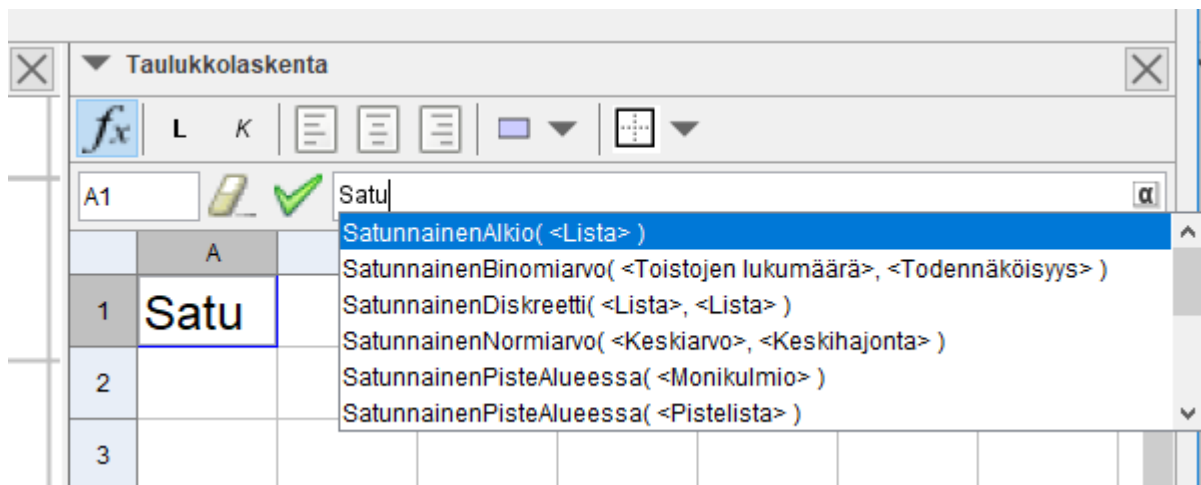 Taulukkolaskenta
fx L K
A1 Satu α
SatunnainenAlkio( <Lista> )
A
SatunnainenBinomiarvo( <Toistojen lukumäärä>, <Todennäköisyys> )
1 Satu
SatunnainenDiskreetti( <Lista>, <Lista> )
SatunnainenNormiarvo( <Keskiarvo>, <Keskihajonta> )
2
SatunnainenPisteAlueessa( <Monikulmio> )
SatunnainenPisteAlueessa( <Pistelista> )
3